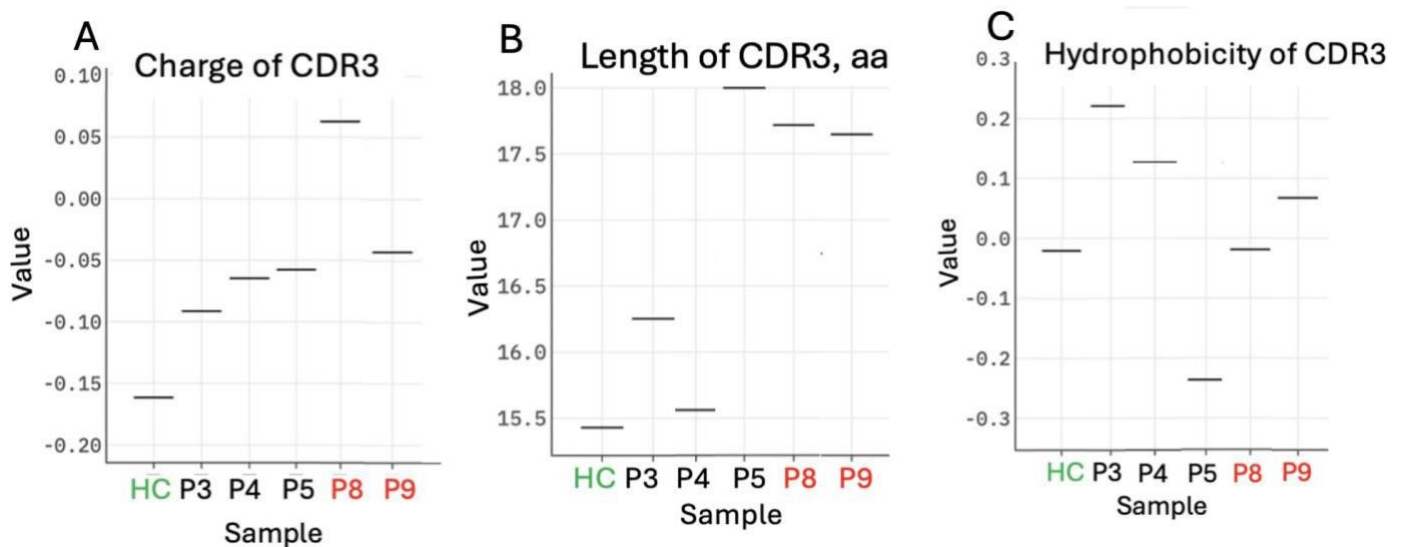 A
Charge of CDR3
0.10
0.05
0.00
-0.05
-0.10
-0.15
-0.20
Value
HC P3 P4 P5 P8 P9
Sample
B
Length of CDR3, aa
18.0
17.5
17.0
16.5
16.0
15.5
Value
HC P3 P4 P5 P8 P9
Sample
C
Hydrophobicity of CDR3
0.3
0.2
0.1
0.0
-0.1
-0.2
-0.3
Value
HC P3 P4 P5 P8 P9
Sample